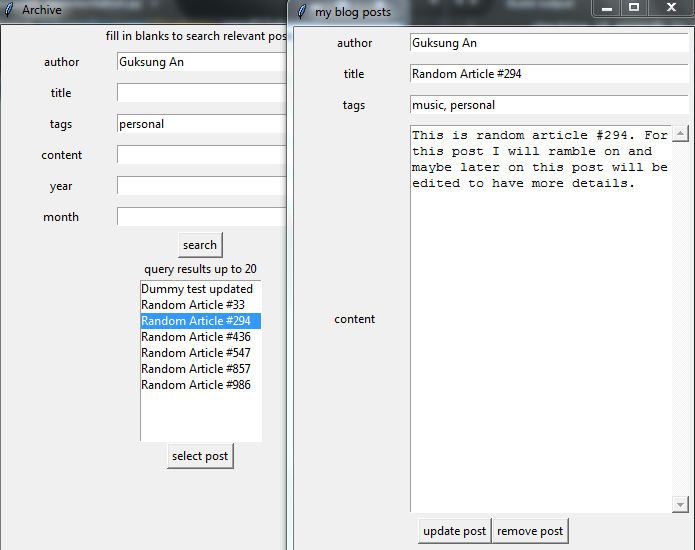 Archive
fill in blanks to search relevant pos
author
Guksung An
title
tags
personal
content
year
month
search
query results up to 20
Dummy test updated
Random Article #33
Random Article #294
Random Article #436
Random Article #547
Random Article #857
Random Article #986
select post
my blog posts
author
Guksung An
title
Random Article #294
tags
music, personal
content
This is random article #294. For
this post I will ramble on and
maybe later on this post will be
edited to have more details.
update post
remove post